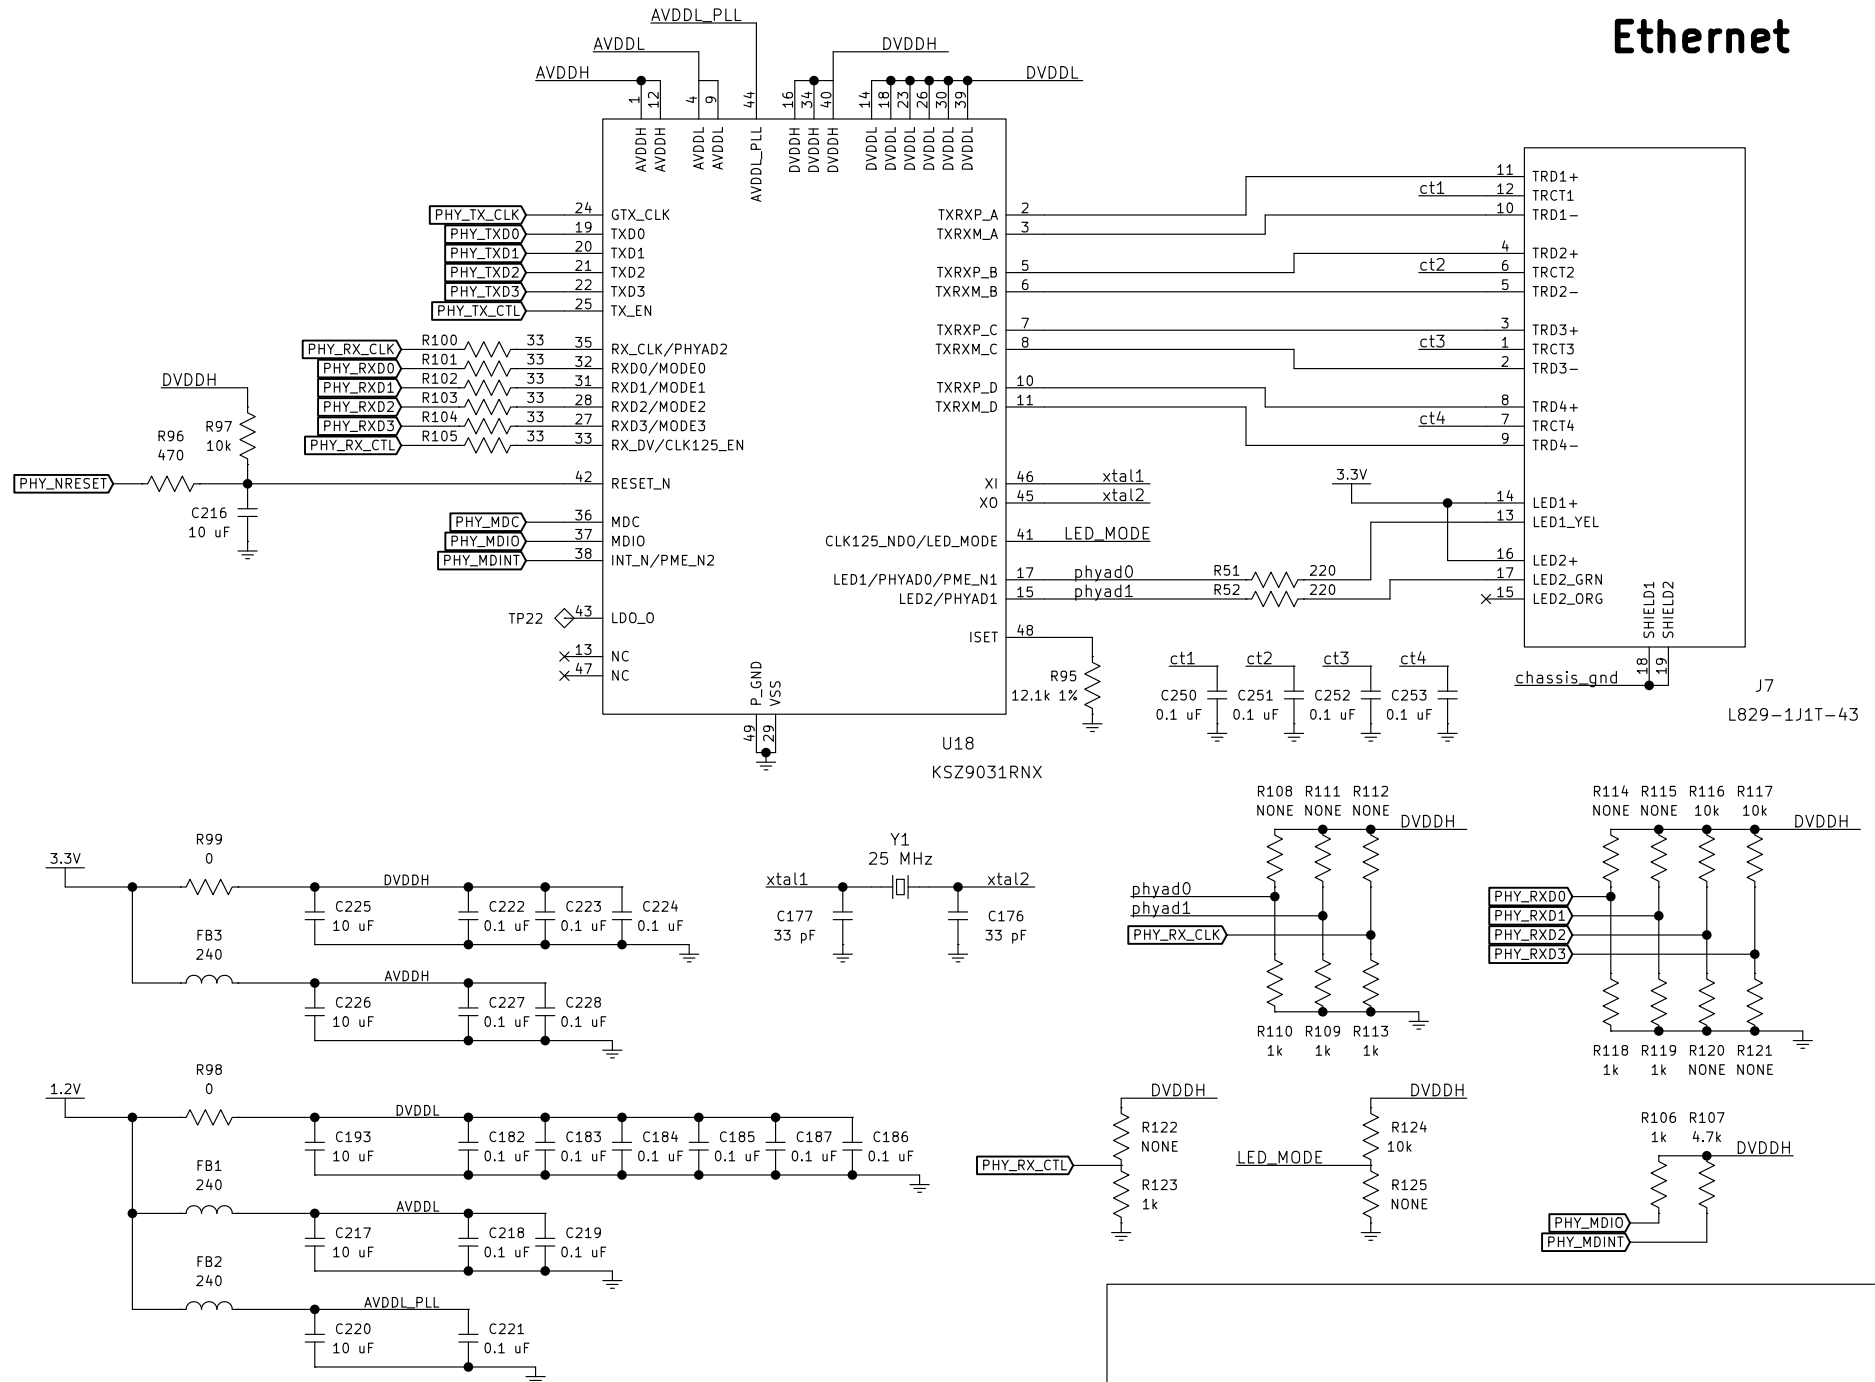 Ethernet
AVDDL_PLL
AVDDL
DVDDH
AVDDH
DVDDL
1
12
4
9
44
16
34
40
14
18
23
26
30
39
AVDDH
AVDDH
AVDDL
AVDDL
AVDDL_PLL
DVDDH
DVDDH
DVDDH
DVDDL
DVDDL
DVDDL
DVDDL
DVDDL
DVDDL
PHY_TX_CLK 24 GTX_CLK
PHY_TXD0 19 TXD0
PHY_TXD1 20 TXD1
PHY_TXD2 21 TXD2
PHY_TXD3 22 TXD3
PHY_TX_CTL 25 TX_EN
PHY_RX_CLK R100 33 35 RX_CLK/PHYAD2
PHY_RXD0 R101 33 32 RXD0/MODE0
PHY_RXD1 R102 33 31 RXD1/MODE1
PHY_RXD2 R103 33 28 RXD2/MODE2
PHY_RXD3 R104 33 27 RXD3/MODE3
PHY_RX_CTL R105 33 33 RX_DV/CLK125_EN
DVDDH
R97
10k
R96
470
PHY_NRESET 42 RESET_N
C216
10 uF
PHY_MDC 36 MDC
PHY_MDIO 37 MDIO
PHY_MDINT 38 INT_N/PME_N2
TP22 43 LDO_O
13 NC
47 NC
P_GND
VSS
49
29
TXRXP_A 2
TXRXM_A 3
TXRXP_B 5
TXRXM_B 6
TXRXP_C 7
TXRXM_C 8
TXRXP_D 10
TXRXM_D 11
XI 46 xtal1
XO 45 xtal2
CLK125_NDO/LED_MODE 41 LED_MODE
LED1/PHYAD0/PME_N1 17 phyad0 R51 220
LED2/PHYAD1 15 phyad1 R52 220
ISET 48
R95
12.1k 1%
U18
KSZ9031RNX
11 TRD1+
ct1 12 TRCT1
10 TRD1-
4 TRD2+
ct2 6 TRCT2
5 TRD2-
3 TRD3+
ct3 1 TRCT3
2 TRD3-
8 TRD4+
ct4 7 TRCT4
9 TRD4-
3.3V
14 LED1+
13 LED1_YEL
16 LED2+
17 LED2_GRN
15 LED2_ORG
SHIELD1
SHIELD2
18
19
chassis_gnd
J7
L829-1J1T-43
ct1 ct2 ct3 ct4
C250 C251 C252 C253
0.1 uF 0.1 uF 0.1 uF 0.1 uF
3.3V
R99
0
DVDDH
C225 C222 C223 C224
10 uF 0.1 uF 0.1 uF 0.1 uF
FB3
240
AVDDH
C226 C227 C228
10 uF 0.1 uF 0.1 uF
1.2V
R98
0
DVDDL
C193 C182 C183 C184 C185 C187 C186
10 uF 0.1 uF 0.1 uF 0.1 uF 0.1 uF 0.1 uF 0.1 uF
FB1
240
AVDDL
C217 C218 C219
10 uF 0.1 uF 0.1 uF
FB2
240
AVDDL_PLL
C220 C221
10 uF 0.1 uF
Y1
25 MHz
xtal1 xtal2
C177 C176
33 pF 33 pF
R108 R111 R112
NONE NONE NONE
DVDDH
phyad0
phyad1
PHY_RX_CLK
R110 R109 R113
1k 1k 1k
R114 R115 R116 R117
NONE NONE 10k 10k
DVDDH
PHY_RXD0
PHY_RXD1
PHY_RXD2
PHY_RXD3
R118 R119 R120 R121
1k 1k NONE NONE
DVDDH
R122
NONE
PHY_RX_CTL
R123
1k
DVDDH
R124
10k
LED_MODE
R125
NONE
R106 R107
1k 4.7k
DVDDH
PHY_MDIO
PHY_MDINT